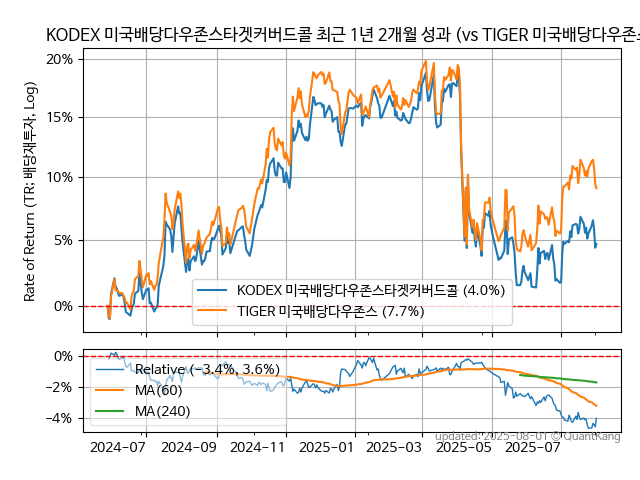 KODEX 미국배당다우존스타겟커버드콜 최근 1년 2개월 성과 (vs TIGER 미국배당다우존스
20%
15%
10%
5%
0%
Rate of Return (TR: 배당재투자, Log)
KODEX 미국배당다우존스타겟커버드콜 (4.0%)
TIGER 미국배당다우존스 (7.7%)
0%
−2%
−4%
Relative (−3.4%, 3.6%)
MA(60)
MA(240)
2024-07 2024-09 2024-11 2025-01 2025-03 2025-05 2025-07
updated: 2025-08-01 © QuantKang